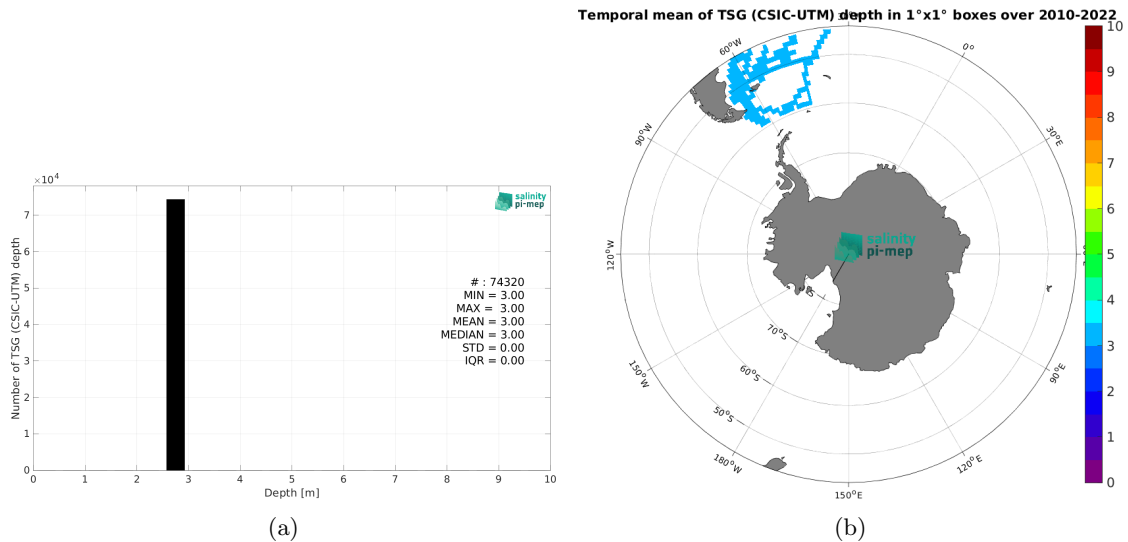 Temporal mean of TSG (CSIC-UTM) depth in 1°x1° boxes over 2010-2022
×10⁴
7
6
5
4
3
2
1
0
Number of TSG (CSIC-UTM) depth
salinity
pi-mep
# : 74320
MIN = 3.00
MAX = 3.00
MEAN = 3.00
MEDIAN = 3.00
STD = 0.00
IQR = 0.00
0 1 2 3 4 5 6 7 8 9 10
Depth [m]
(a)
60°W
0°
90°W
30°E
120°W
salinity
pi-mep
70°S
150°W
60°S
90°E
50°S
180°W
120°E
150°E
10
9
8
7
6
5
4
3
2
1
0
(b)